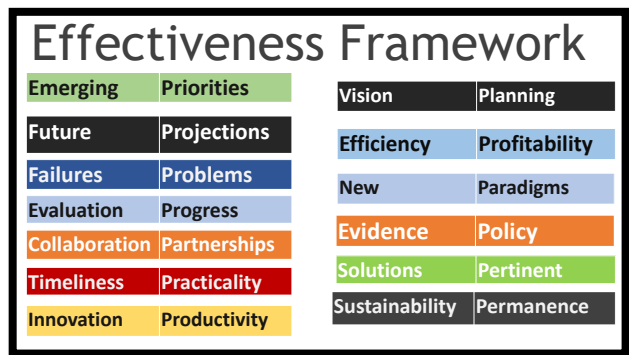 Effectiveness Framework
Emerging Priorities
Future Projections
Failures Problems
Evaluation Progress
Collaboration Partnerships
Timeliness Practicality
Innovation Productivity
Vision Planning
Efficiency Profitability
New Paradigms
Evidence Policy
Solutions Pertinent
Sustainability Permanence